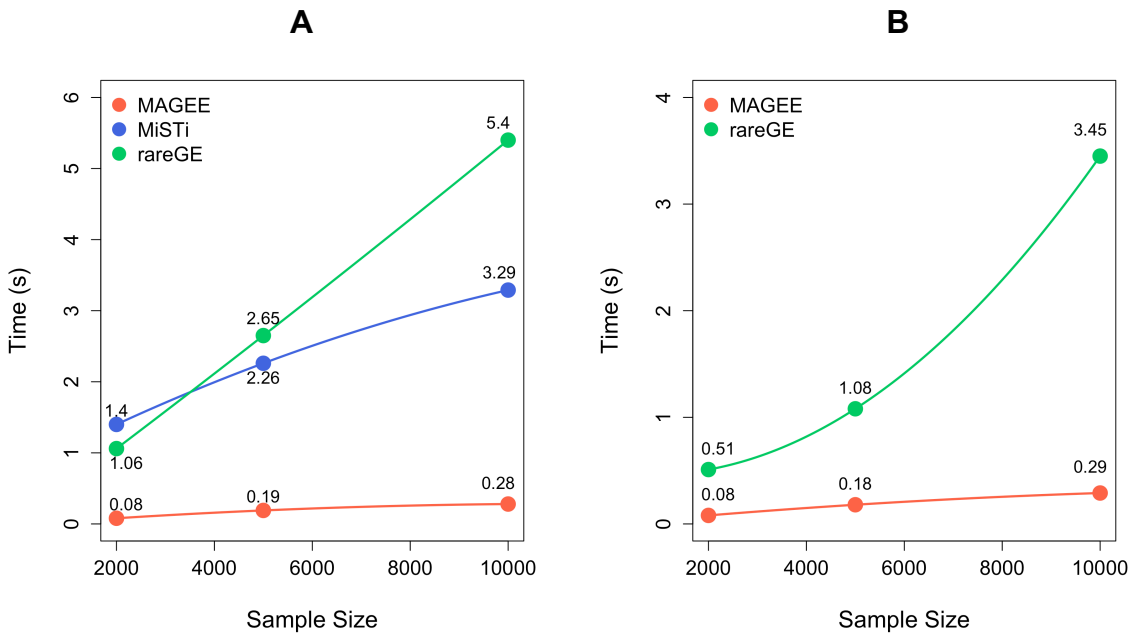 A
6
5
4
3
2
1
0
Time (s)
MAGEE
MiSTi
rareGE
5.4
3.29
2.65
2.26
1.4
1.06
0.08
0.19
0.28
2000 4000 6000 8000 10000
Sample Size
B
4
3
2
1
0
Time (s)
MAGEE
rareGE
3.45
1.08
0.51
0.08
0.18
0.29
2000 4000 6000 8000 10000
Sample Size